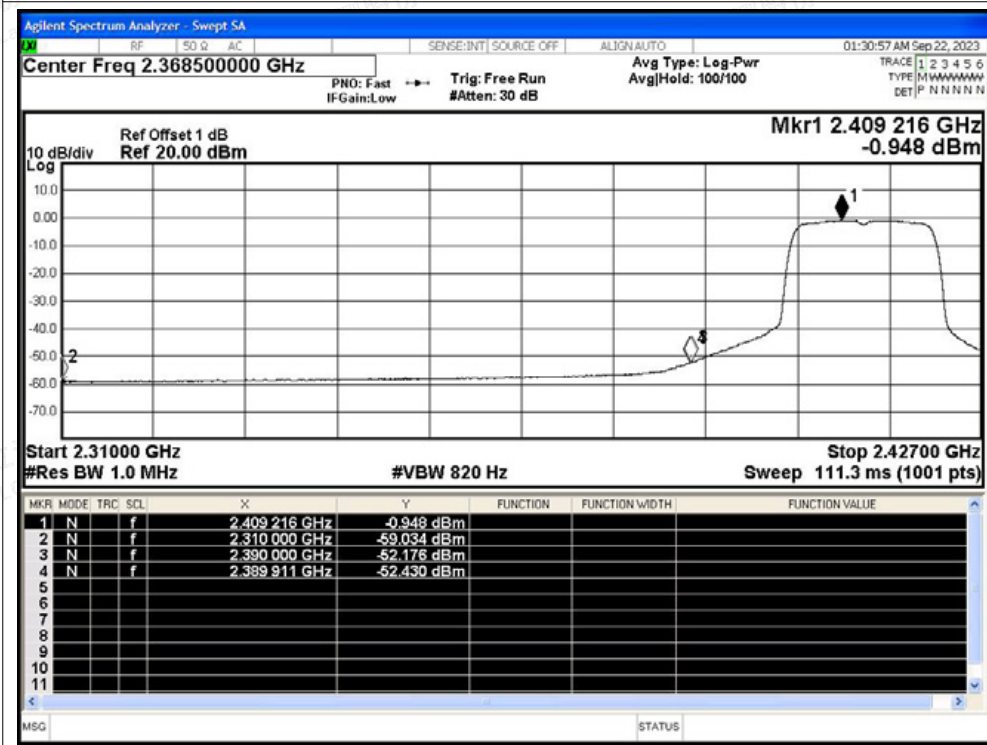 Agilent Spectrum Analyzer - Swept SA
LXI RF 50 Ω AC SENSE:INT SOURCE OFF ALIGN AUTO 01:30:57 AM Sep 22, 2023
Center Freq 2.368500000 GHz
PNO: Fast
IFGain:Low
Trig: Free Run
#Atten: 30 dB
Avg Type: Log-Pwr
Avg|Hold: 100/100
TRACE 1 2 3 4 5 6
TYPE M W W W W W
DET P N N N N N
Mkr1 2.409 216 GHz
-0.948 dBm
Ref Offset 1 dB
10 dB/div Ref 20.00 dBm
Log
10.0
0.00
-10.0
-20.0
-30.0
-40.0
-50.0
-60.0
-70.0
1
2
Start 2.31000 GHz Stop 2.42700 GHz
#Res BW 1.0 MHz #VBW 820 Hz Sweep 111.3 ms (1001 pts)
MKR MODE TRC SCL X Y FUNCTION FUNCTION WIDTH FUNCTION VALUE
1 N f 2.409 216 GHz -0.948 dBm
2 N f 2.310 000 GHz -59.034 dBm
3 N f 2.390 000 GHz -52.176 dBm
4 N f 2.389 911 GHz -52.430 dBm
5
6
7
8
9
10
11
MSG STATUS